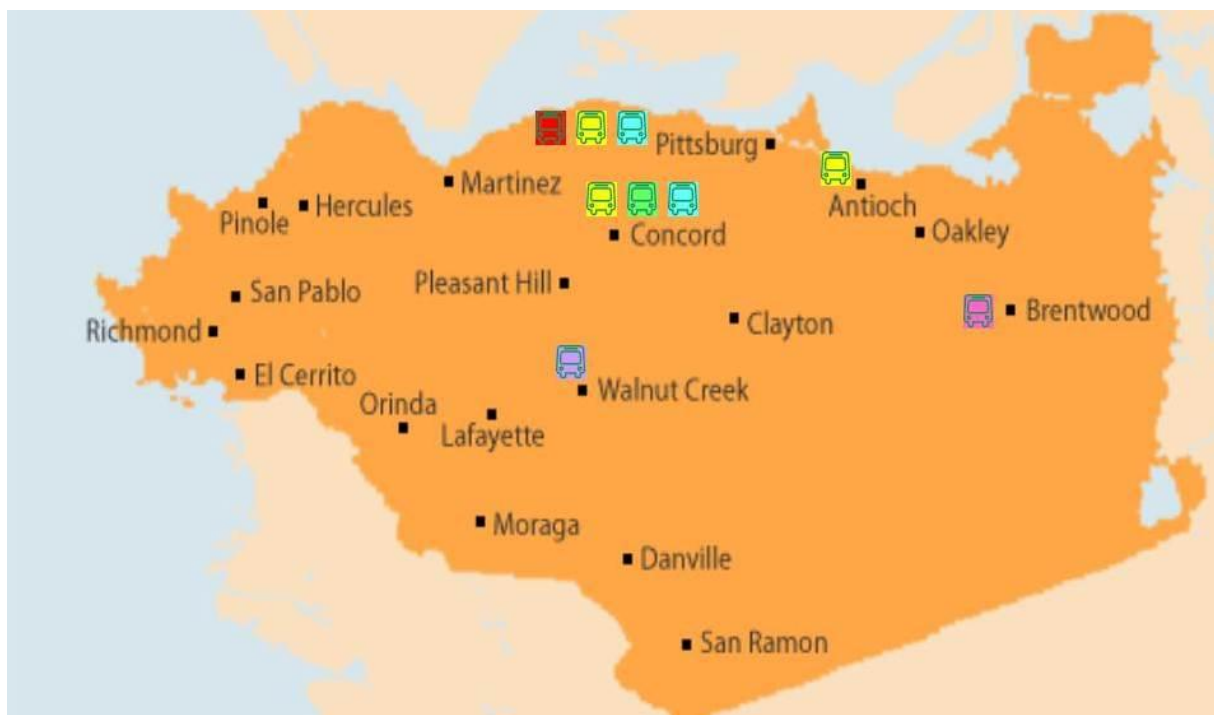 Pittsburg
Martinez
Antioch
Pinole
Hercules
Concord
Oakley
Pleasant Hill
San Pablo
Clayton
Brentwood
Richmond
El Cerrito
Walnut Creek
Orinda
Lafayette
Moraga
Danville
San Ramon